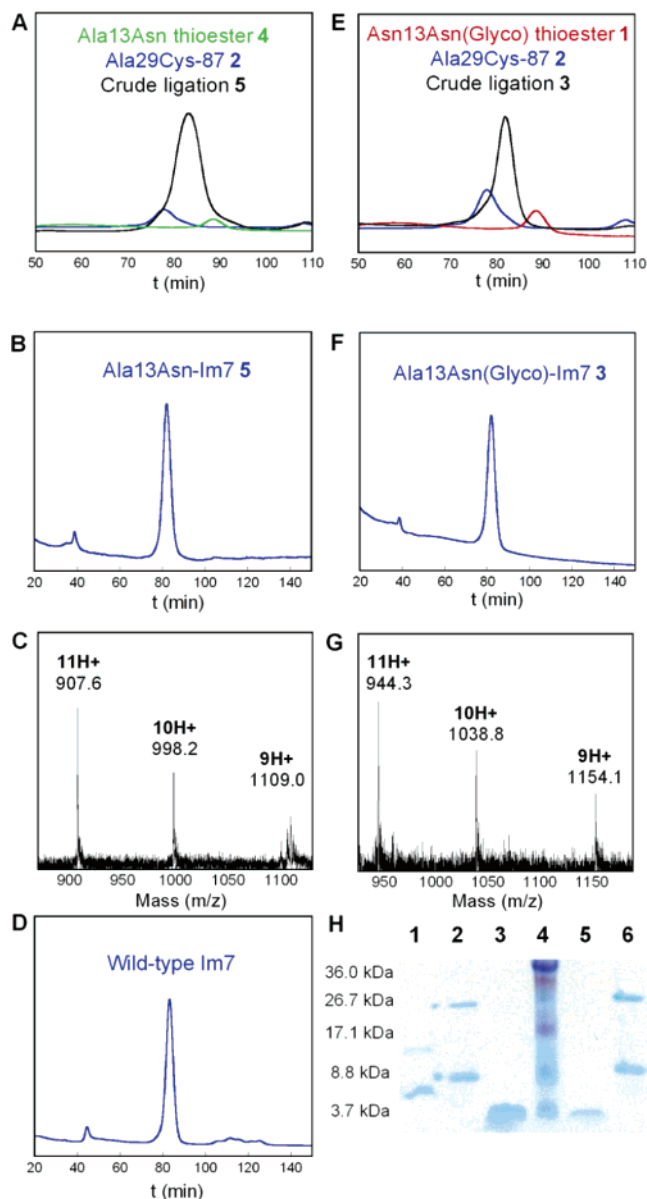 A
Ala13Asn thioester 4
Ala29Cys-87 2
Crude ligation 5
50 60 70 80 90 100 110
t (min)
E
Asn13Asn(Glyco) thioester 1
Ala29Cys-87 2
Crude ligation 3
50 60 70 80 90 100 110
t (min)
B
Ala13Asn-Im7 5
20 40 60 80 100 120 140
t (min)
F
Ala13Asn(Glyco)-Im7 3
20 40 60 80 100 120 140
t (min)
C
11H+
907.6
10H+
998.2
9H+
1109.0
900 950 1000 1050 1100
Mass (m/z)
G
11H+
944.3
10H+
1038.8
9H+
1154.1
950 1000 1050 1100 1150
Mass (m/z)
D
Wild-type Im7
20 40 60 80 100 120 140
t (min)
H
1 2 3 4 5 6
36.0 kDa
26.7 kDa
17.1 kDa
8.8 kDa
3.7 kDa